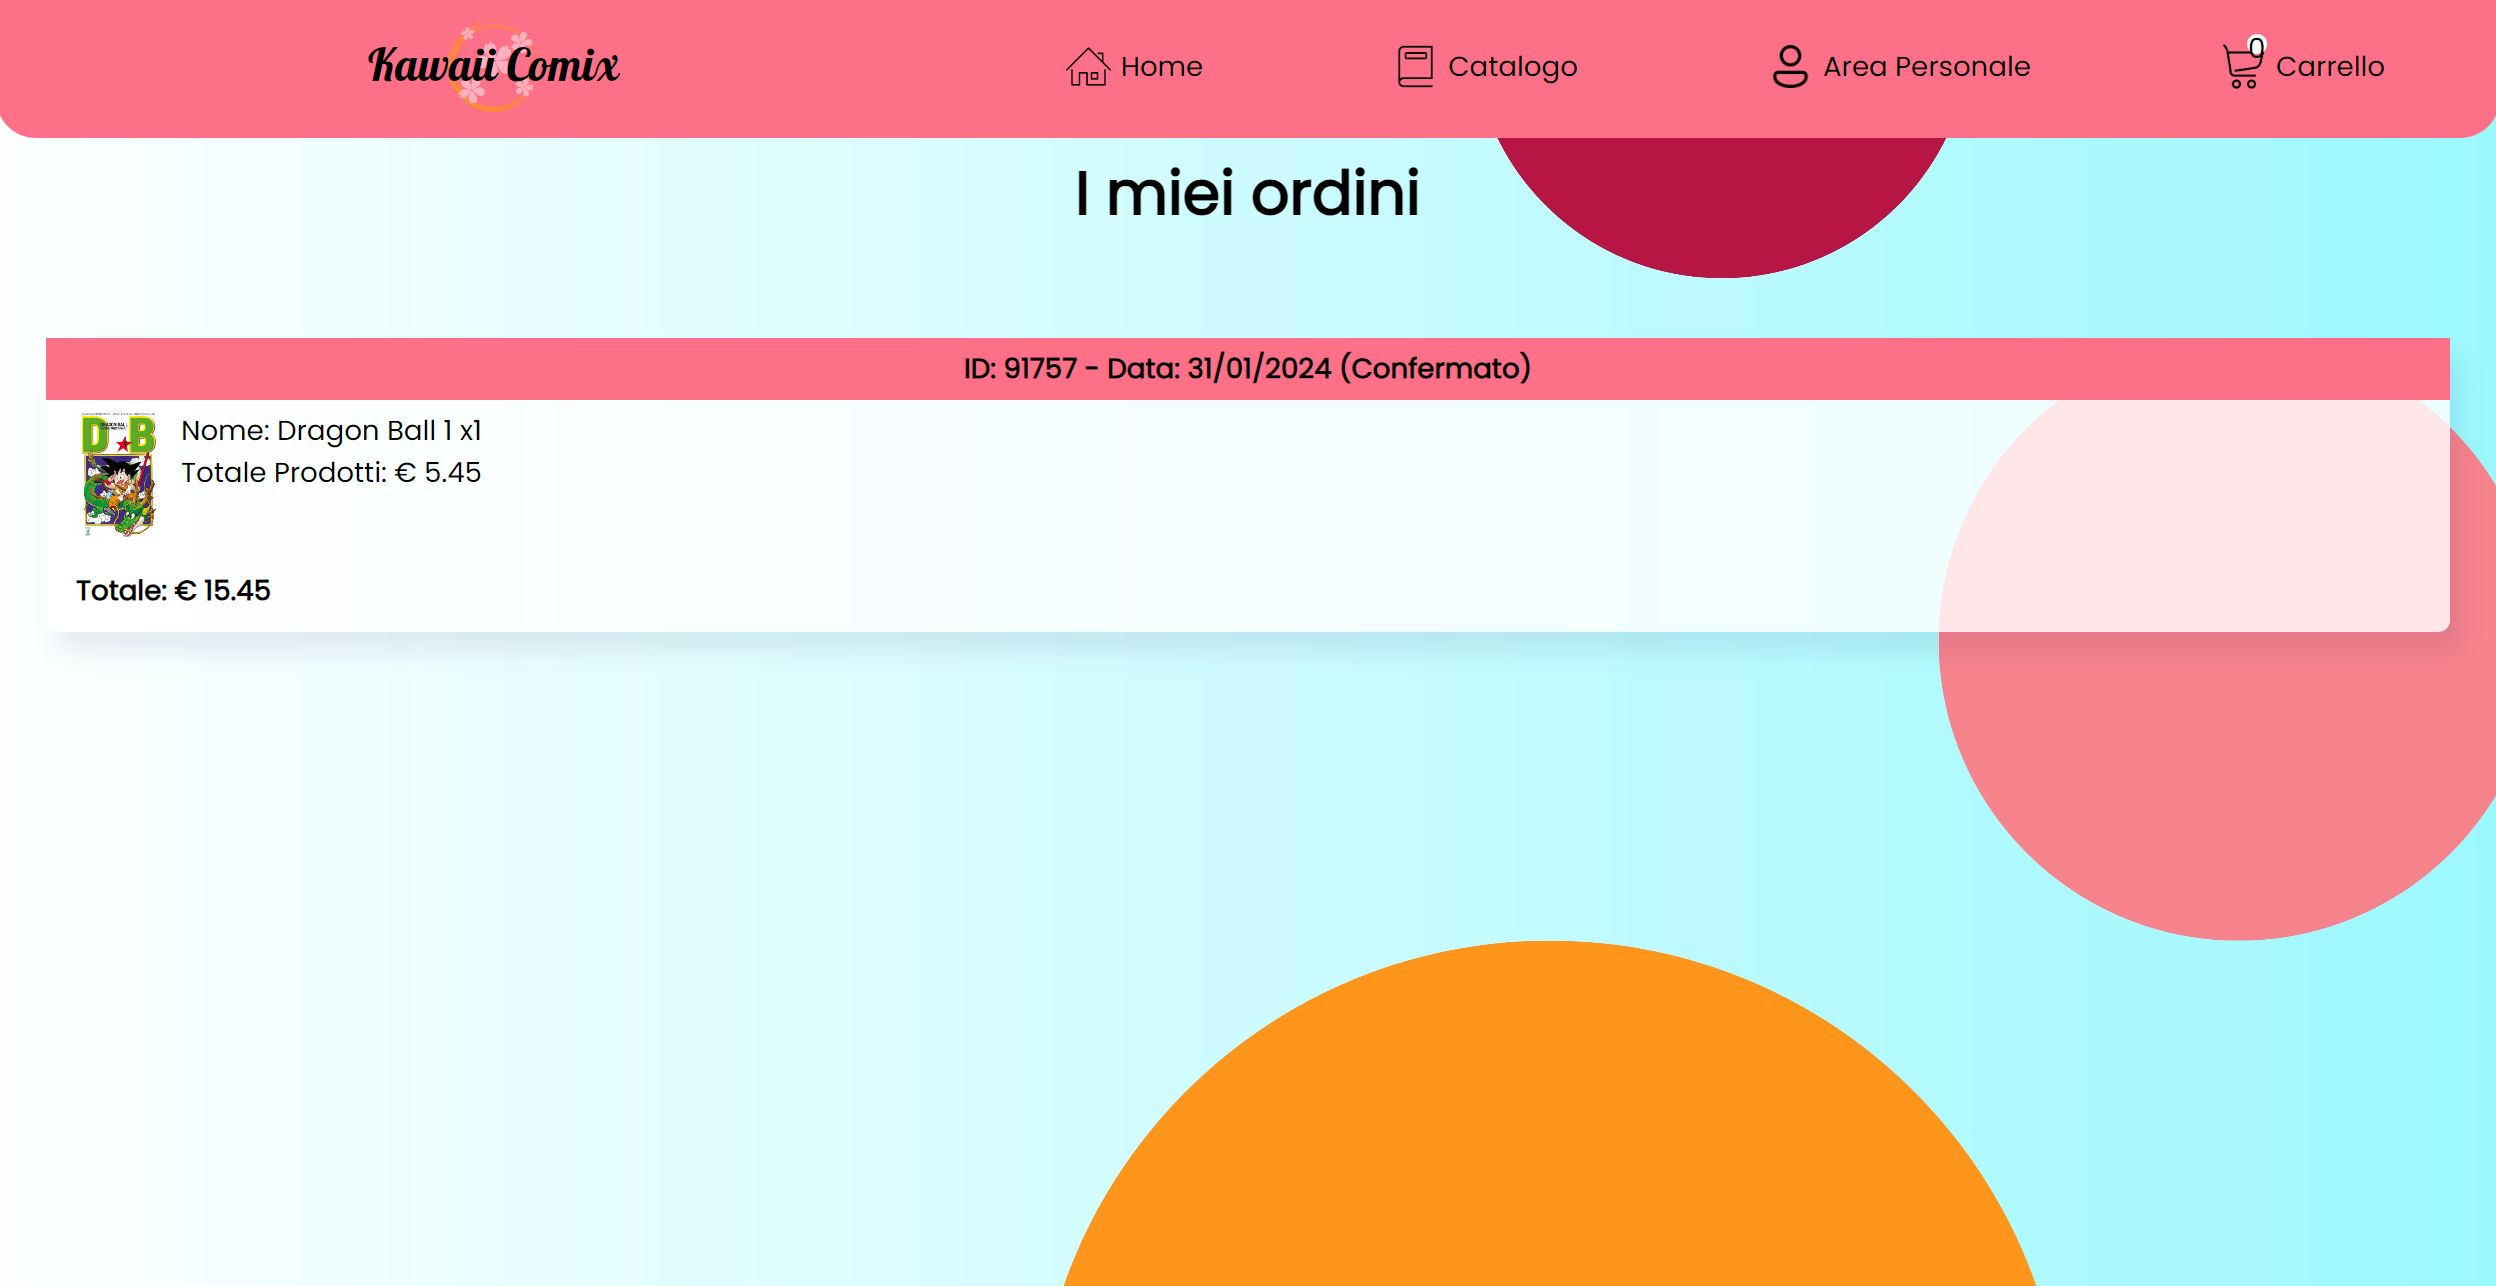 Kawaii Comix
Home
Catalogo
Area Personale
0
Carrello
I miei ordini
ID: 91757 - Data: 31/01/2024 (Confermato)
D B
Nome: Dragon Ball 1 x1
Totale Prodotti: € 5.45
Totale: € 15.45